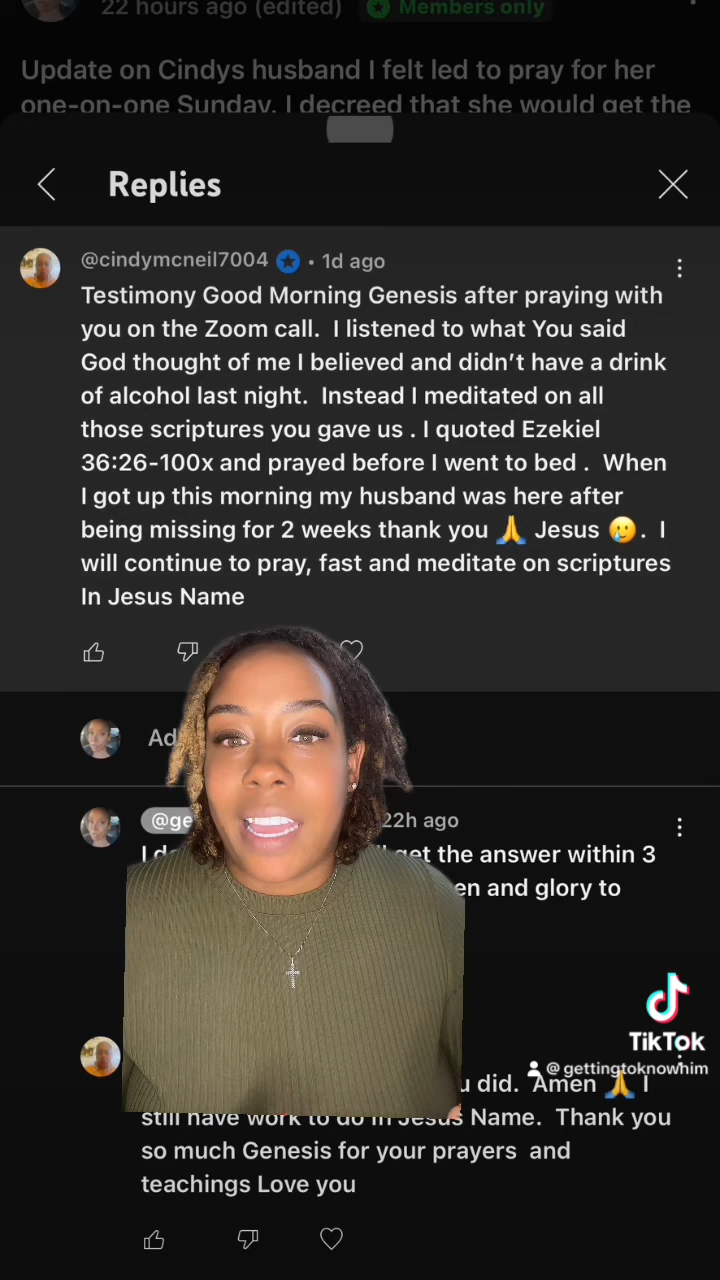 22 hours ago (edited) Members only
Update on Cindys husband I felt led to pray for her
one-on-one Sunday. I decreed that she would get the
Replies
@cindymcneil7004 • 1d ago
Testimony Good Morning Genesis after praying with
you on the Zoom call. I listened to what You said
God thought of me I believed and didn't have a drink
of alcohol last night. Instead I meditated on all
those scriptures you gave us . I quoted Ezekiel
36:26-100x and prayed before I went to bed . When
I got up this morning my husband was here after
being missing for 2 weeks thank you 🙏 Jesus 🥲. I
will continue to pray, fast and meditate on scriptures
In Jesus Name
Ad
@ge 22h ago
I d get the answer within 3
en and glory to
TikTok
@gettingtoknowhim
u did. Amen 🙏 I
still have work to do in Jesus Name. Thank you
so much Genesis for your prayers and
teachings Love you